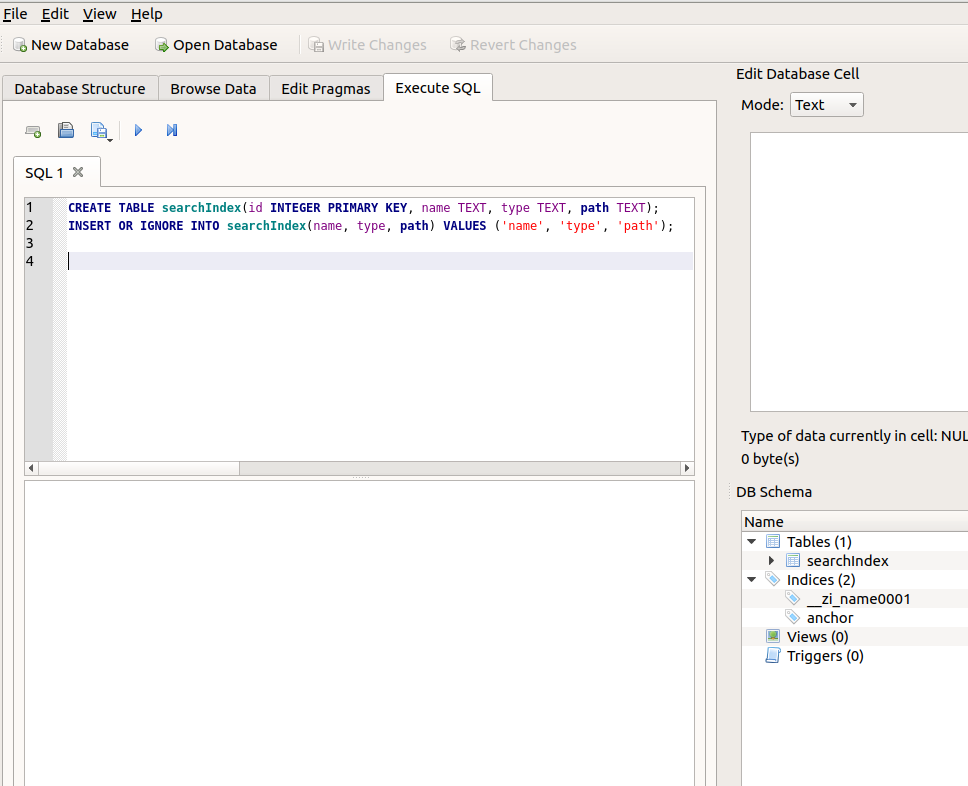 File Edit View Help
New Database Open Database Write Changes Revert Changes
Database Structure Browse Data Edit Pragmas Execute SQL
SQL 1
1 CREATE TABLE searchIndex(id INTEGER PRIMARY KEY, name TEXT, type TEXT, path TEXT);
2 INSERT OR IGNORE INTO searchIndex(name, type, path) VALUES ('name', 'type', 'path');
3
4
Edit Database Cell
Mode: Text
Type of data currently in cell: NUL
0 byte(s)
DB Schema
Name
Tables (1)
searchIndex
Indices (2)
__zi_name0001
anchor
Views (0)
Triggers (0)